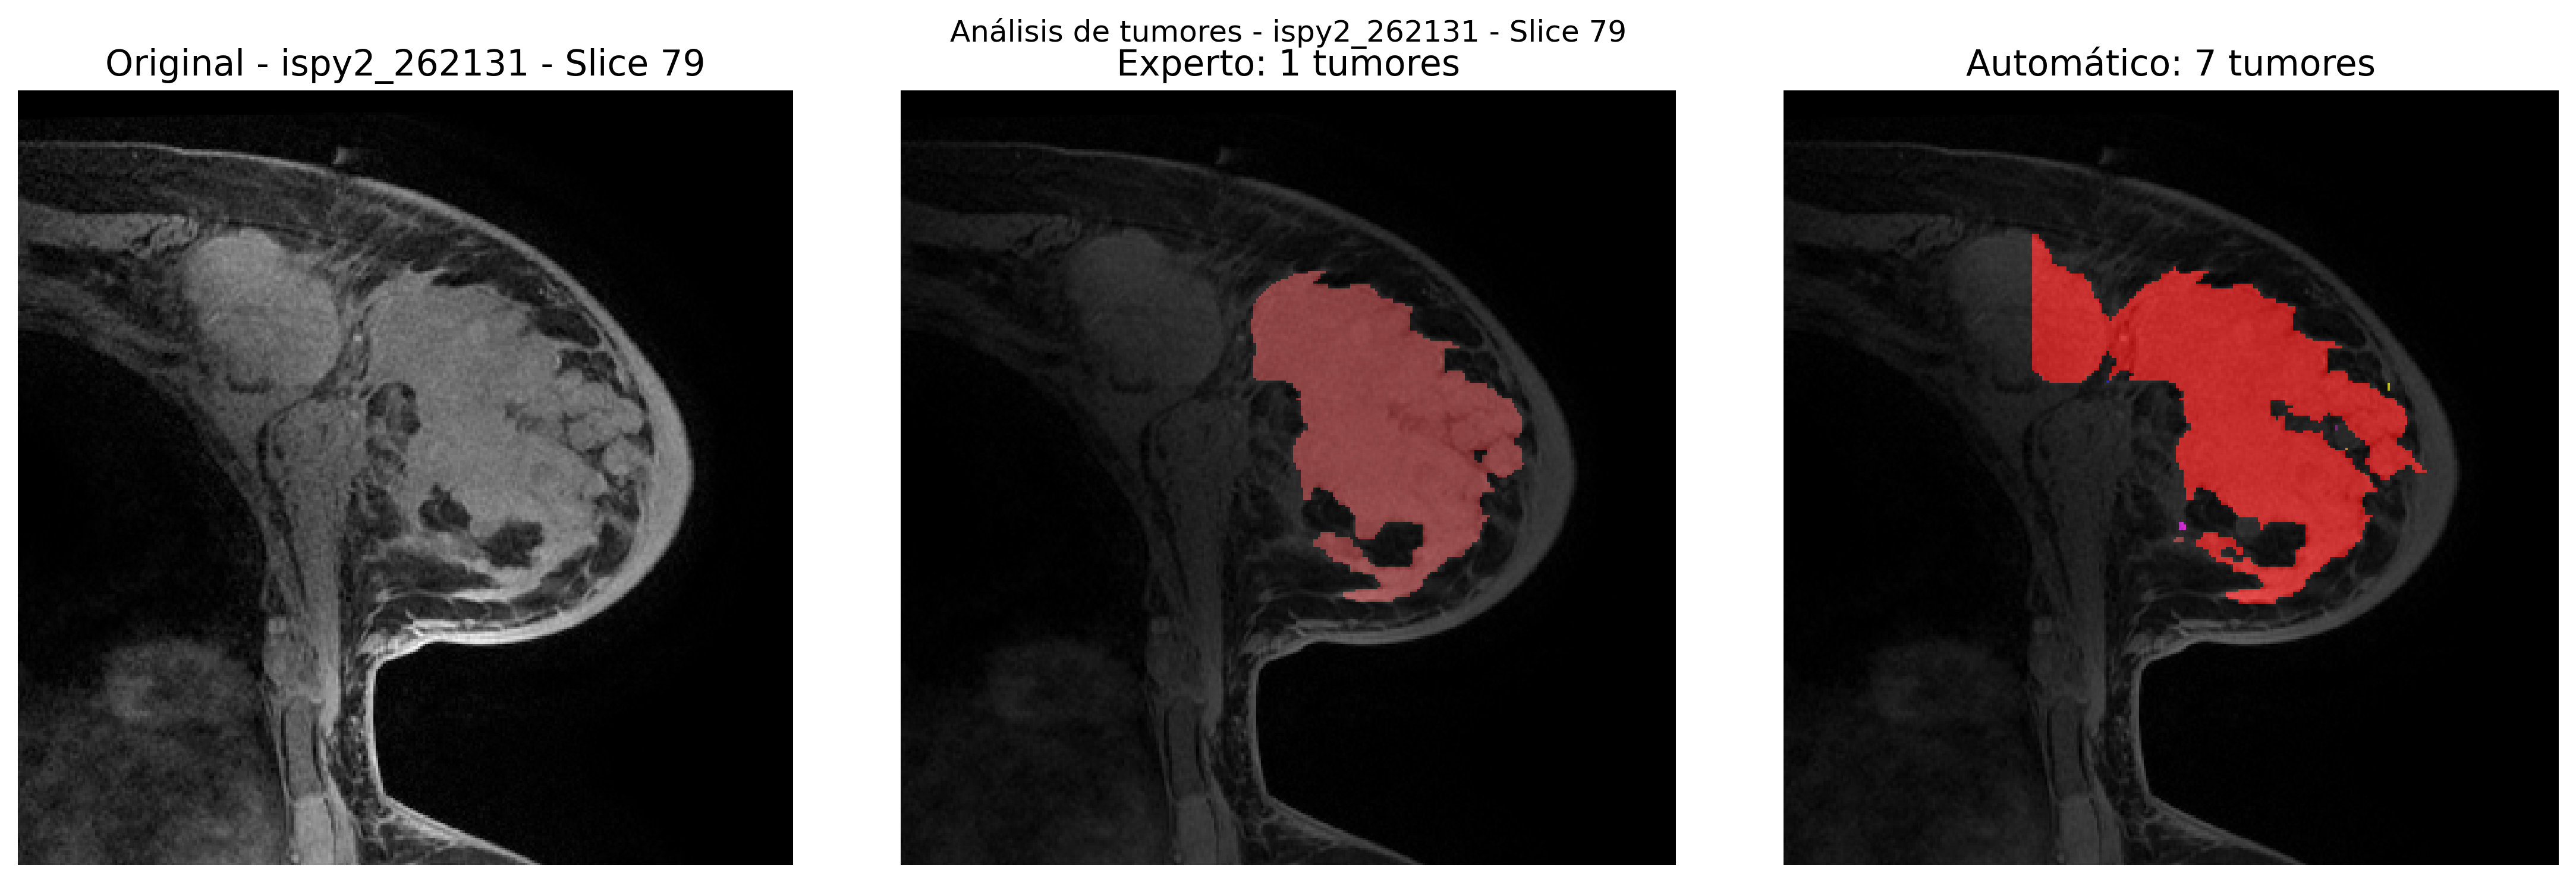 Análisis de tumores - ispy2_262131 - Slice 79
Original - ispy2_262131 - Slice 79
Experto: 1 tumores
Automático: 7 tumores